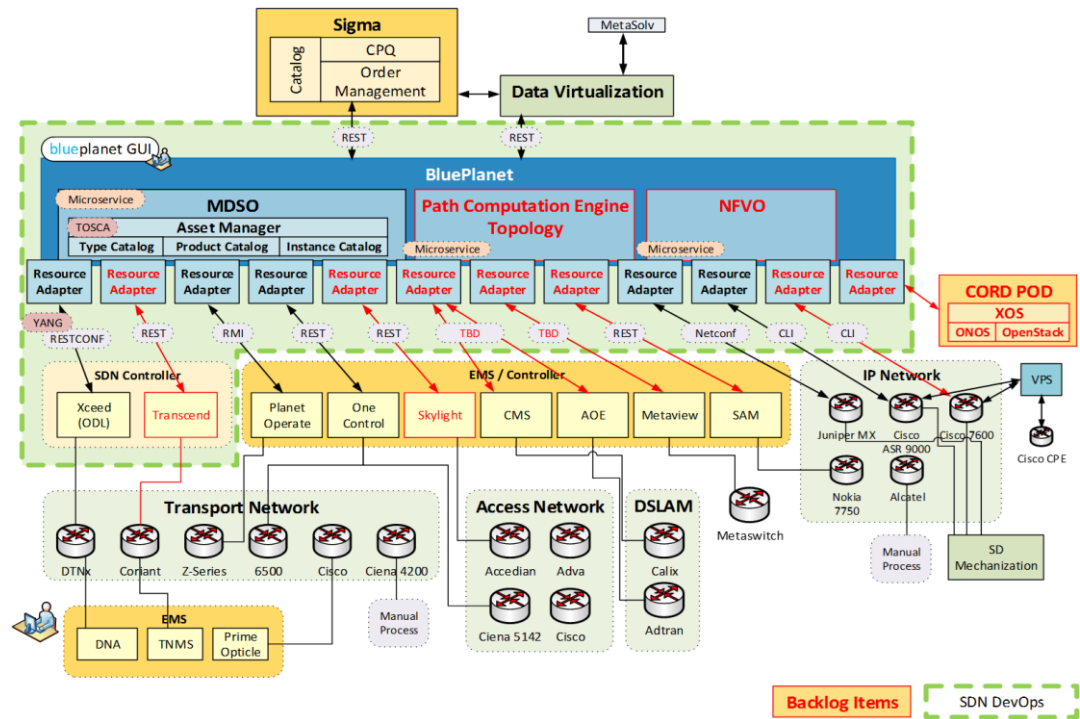 Sigma
Catalog
CPQ
Order
Management
MetaSolv
Data Virtualization
REST
REST
blueplanet GUI
BluePlanet
Microservice
MDSO
TOSCA
Asset Manager
Type Catalog
Product Catalog
Instance Catalog
Path Computation Engine
Topology
Microservice
NFVO
Microservice
Resource
Adapter
Resource
Adapter
Resource
Adapter
Resource
Adapter
Resource
Adapter
Resource
Adapter
Resource
Adapter
Resource
Adapter
Resource
Adapter
Resource
Adapter
Resource
Adapter
Resource
Adapter
CORD POD
XOS
ONOS
OpenStack
YANG
RESTCONF
REST
RMI
REST
REST
TBD
TBD
REST
Netconf
CLI
CLI
SDN Controller
Xceed
(ODL)
Transcend
EMS / Controller
Planet
Operate
One
Control
Skylight
CMS
AOE
Metaview
SAM
IP Network
Juniper MX
Cisco
ASR 9000
Cisco 7600
VPS
Cisco CPE
Nokia
7750
Alcatel
Manual
Process
SD
Mechanization
Transport Network
DTNx
Coriant
Z-Series
6500
Cisco
Ciena 4200
Manual
Process
Access Network
Accedian
Adva
Ciena 5142
Cisco
DSLAM
Calix
Adtran
Metaswitch
EMS
DNA
TNMS
Prime
Opticle
Backlog Items
SDN DevOps